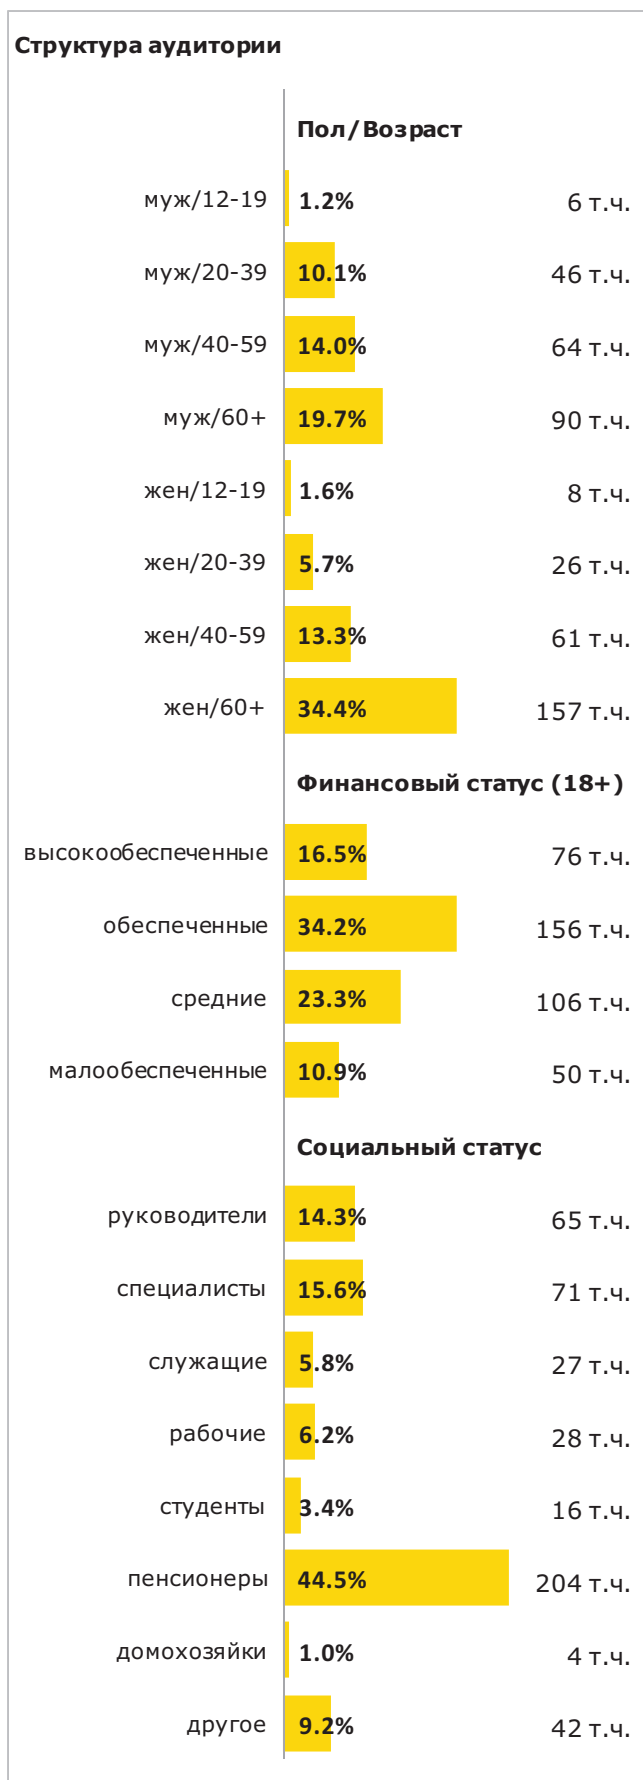 Структура аудитории
Пол/Возраст
муж/12-19 1.2% 6 т.ч.
муж/20-39 10.1% 46 т.ч.
муж/40-59 14.0% 64 т.ч.
муж/60+ 19.7% 90 т.ч.
жен/12-19 1.6% 8 т.ч.
жен/20-39 5.7% 26 т.ч.
жен/40-59 13.3% 61 т.ч.
жен/60+ 34.4% 157 т.ч.
Финансовый статус (18+)
высокообеспеченные 16.5% 76 т.ч.
обеспеченные 34.2% 156 т.ч.
средние 23.3% 106 т.ч.
малообеспеченные 10.9% 50 т.ч.
Социальный статус
руководители 14.3% 65 т.ч.
специалисты 15.6% 71 т.ч.
служащие 5.8% 27 т.ч.
рабочие 6.2% 28 т.ч.
студенты 3.4% 16 т.ч.
пенсионеры 44.5% 204 т.ч.
домохозяйки 1.0% 4 т.ч.
другое 9.2% 42 т.ч.